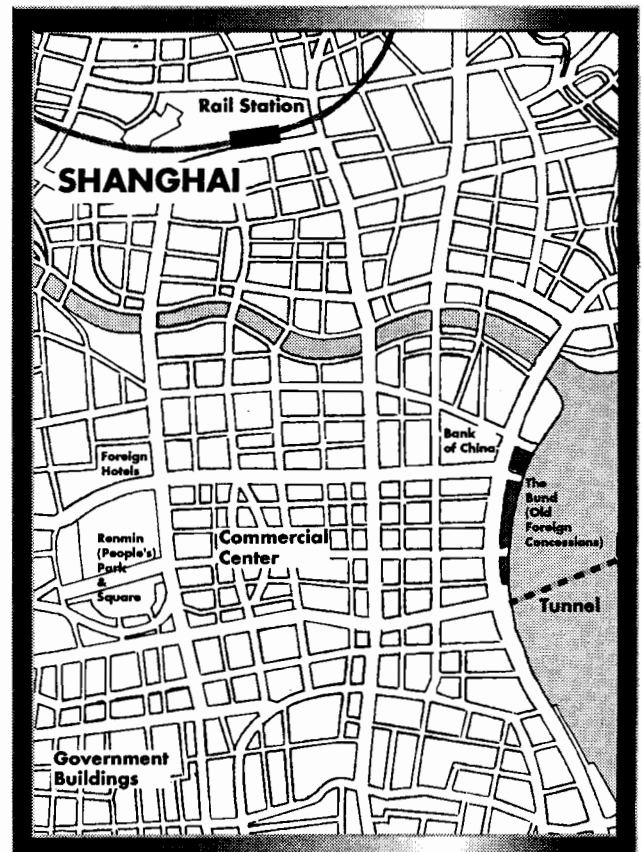 Rail Station
SHANGHAI
Bank
of China
Foreign
Hotels
The
Bund
(Old
Foreign
Concessions)
Renmin
(People's)
Park
&
Square
Commercial
Center
Tunnel
Government
Buildings